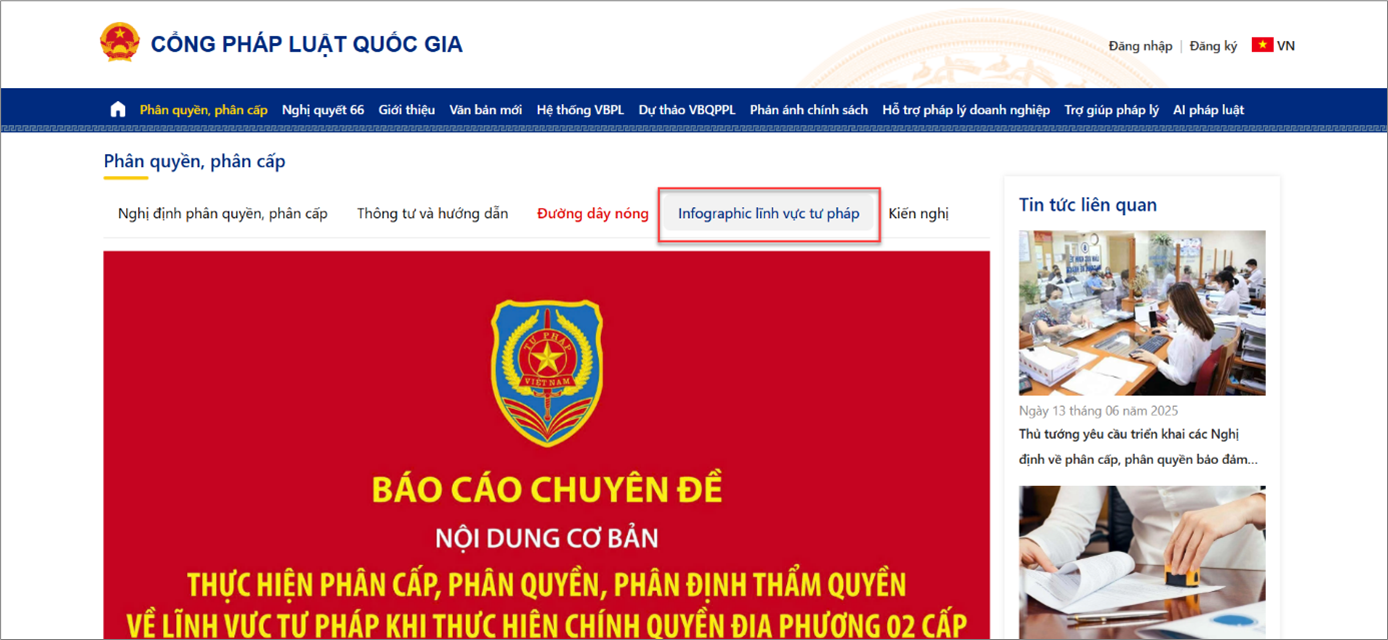 CỔNG PHÁP LUẬT QUỐC GIA
Đăng nhập | Đăng ký VN
Phân quyền, phân cấp Nghị quyết 66 Giới thiệu Văn bản mới Hệ thống VBPL Dự thảo VBQPPL Phản ánh chính sách Hỗ trợ pháp lý doanh nghiệp Trợ giúp pháp lý AI pháp luật
Phân quyền, phân cấp
Nghị định phân quyền, phân cấp Thông tư và hướng dẫn Đường dây nóng Infographic lĩnh vực tư pháp Kiến nghị
TƯ PHÁP
VIỆT NAM
BÁO CÁO CHUYÊN ĐỀ
NỘI DUNG CƠ BẢN
THỰC HIỆN PHÂN CẤP, PHÂN QUYỀN, PHÂN ĐỊNH THẨM QUYỀN
VỀ LĨNH VỰC TƯ PHÁP KHI THỰC HIỆN CHÍNH QUYỀN ĐỊA PHƯƠNG 02 CẤP
Tin tức liên quan
Ngày 13 tháng 06 năm 2025
Thủ tướng yêu cầu triển khai các Nghị
định về phân cấp, phân quyền bảo đảm...